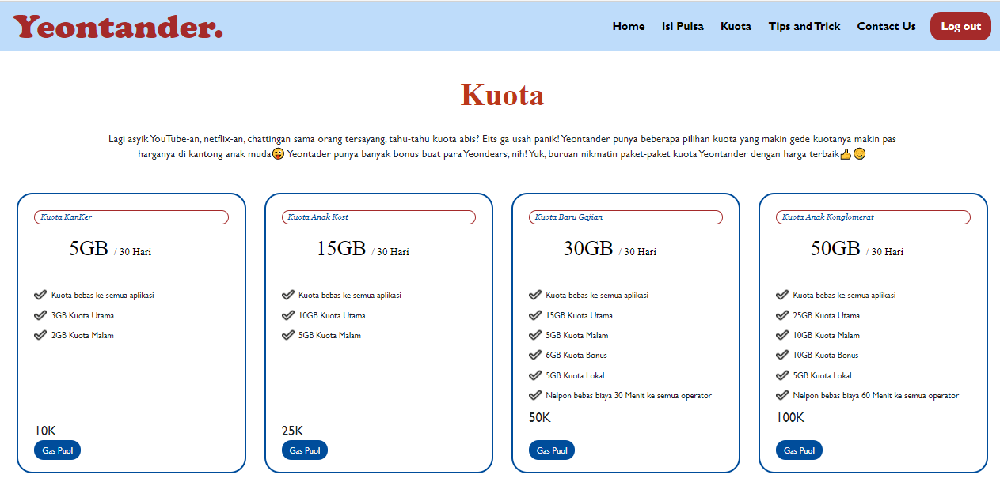 Yeontander.
Home Isi Pulsa Kuota Tips and Trick Contact Us Log out
Kuota
Lagi asyik YouTube-an, netflix-an, chattingan sama orang tersayang, tahu-tahu kuota abis? Eits ga usah panik! Yeontander punya beberapa pilihan kuota yang makin gede kuotanya makin pas
harganya di kantong anak muda😜 Yeontader punya banyak bonus buat para Yeondears, nih! Yuk, buruan nikmatin paket-paket kuota Yeontander dengan harga terbaik👍😊
Kuota KanKer
5GB / 30 Hari
Kuota bebas ke semua aplikasi
3GB Kuota Utama
2GB Kuota Malam
10K
Gas Puol
Kuota Anak Kost
15GB / 30 Hari
Kuota bebas ke semua aplikasi
10GB Kuota Utama
5GB Kuota Malam
25K
Gas Puol
Kuota Baru Gajian
30GB / 30 Hari
Kuota bebas ke semua aplikasi
15GB Kuota Utama
5GB Kuota Malam
6GB Kuota Bonus
5GB Kuota Lokal
Nelpon bebas biaya 30 Menit ke semua operator
50K
Gas Puol
Kuota Anak Konglomerat
50GB / 30 Hari
Kuota bebas ke semua aplikasi
25GB Kuota Utama
10GB Kuota Malam
10GB Kuota Bonus
5GB Kuota Lokal
Nelpon bebas biaya 60 Menit ke semua operator
100K
Gas Puol